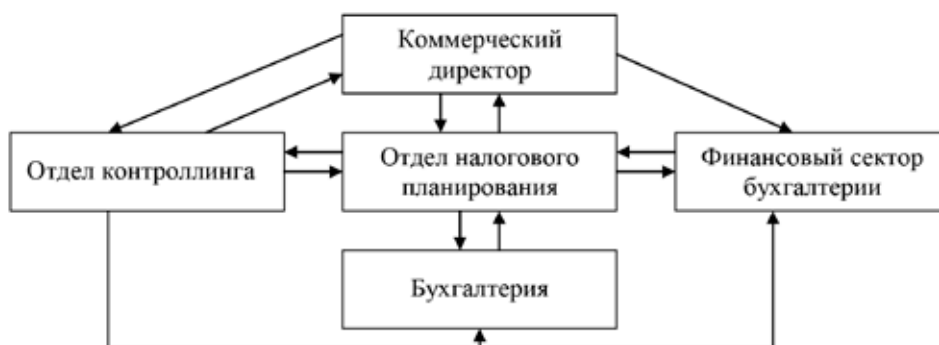 Коммерческий
директор
Отдел контроллинга
Отдел налогового
планирования
Финансовый сектор
бухгалтерии
Бухгалтерия